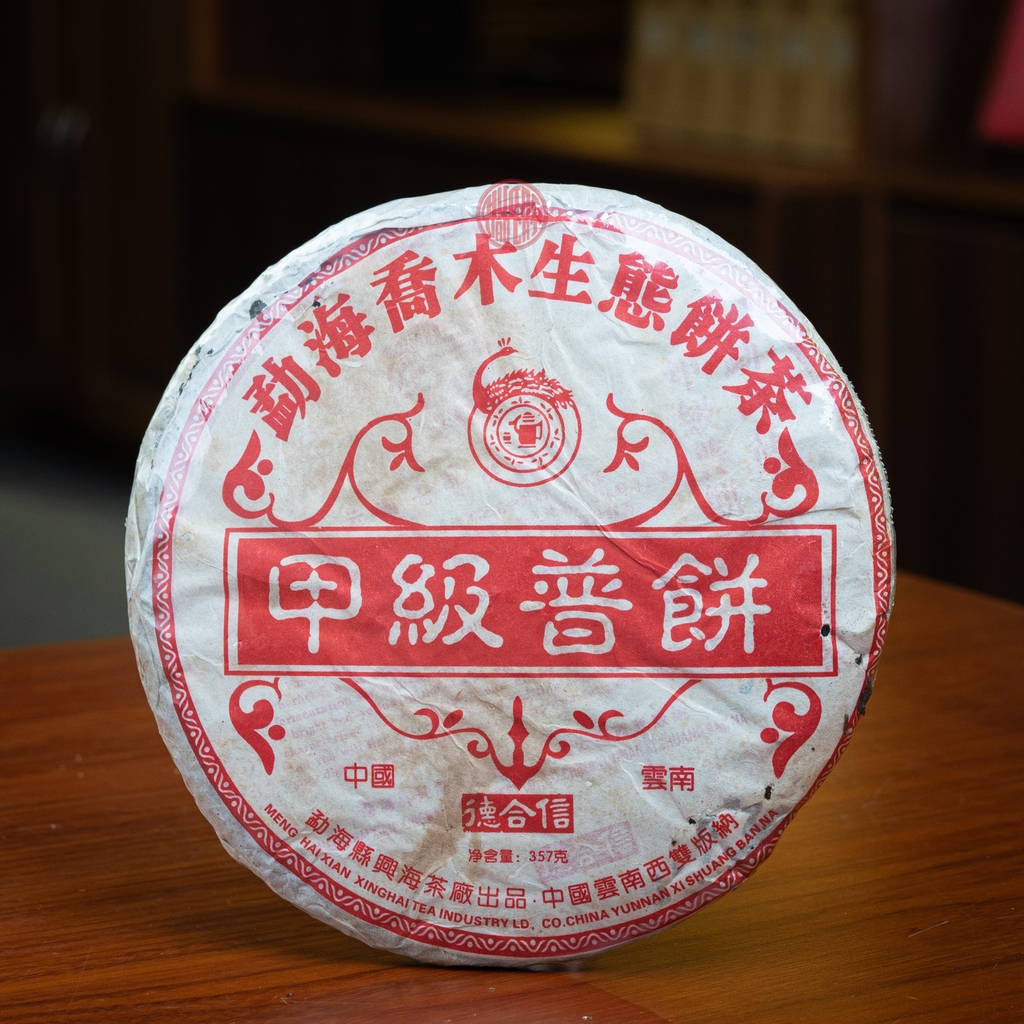 勐海喬木生態餅茶
甲級普餅
中國
雲南
德合信
净含量：357克
勐海縣興海茶廠出品·中國雲南西雙版納
MENG HAI XIAN XINGHAI TEA INDUSTRY LD, CO.CHINA YUNNAN XI SHUANG BAN NA